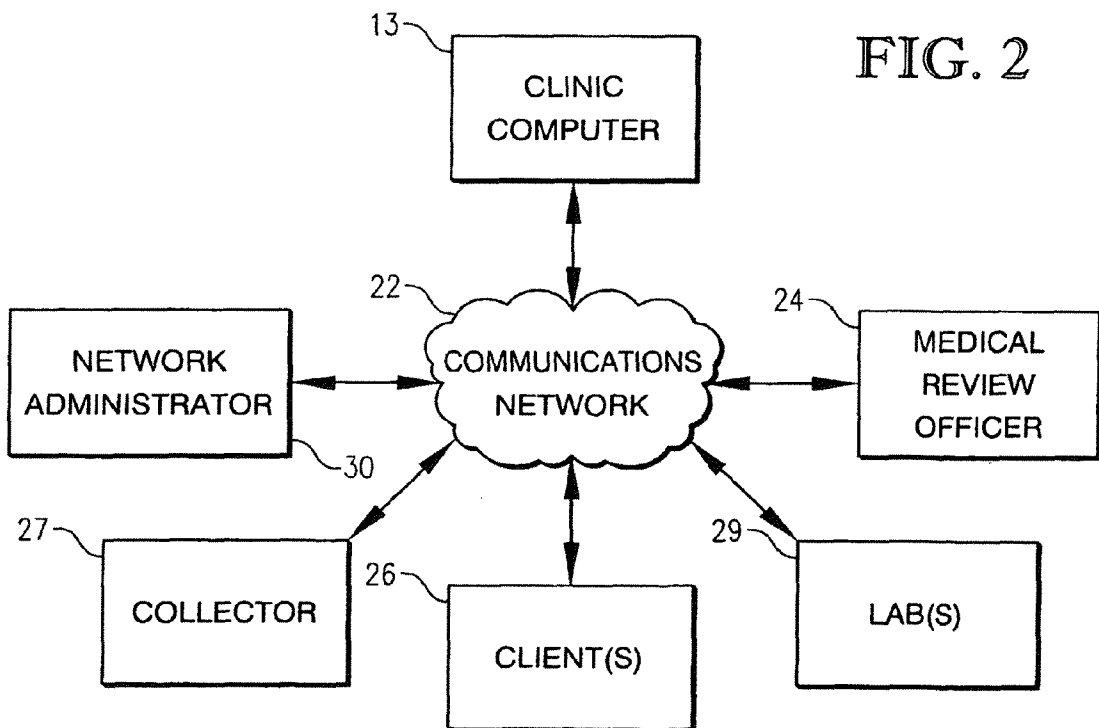 FIG. 2
13
CLINIC
COMPUTER
22
COMMUNICATIONS
NETWORK
24
MEDICAL
REVIEW
OFFICER
NETWORK
ADMINISTRATOR
30
27
COLLECTOR
26
CLIENT(S)
29
LAB(S)